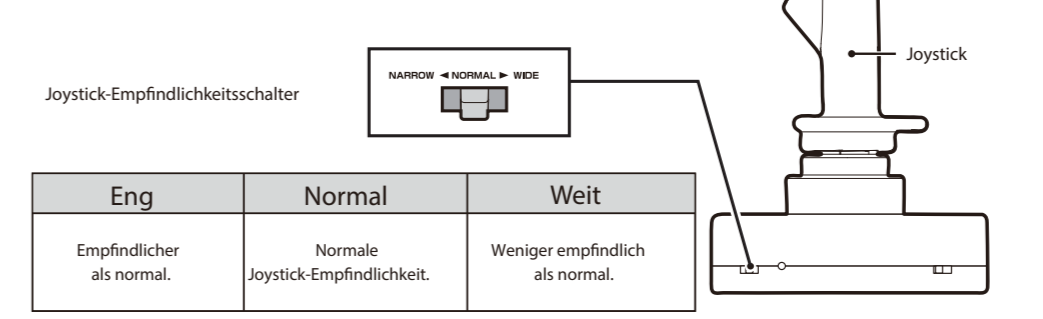 Joystick
NARROW ◄ NORMAL ► WIDE
Joystick-Empfindlichkeitsschalter
Eng Normal Weit
Empfindlicher
als normal.
Normale
Joystick-Empfindlichkeit.
Weniger empfindlich
als normal.